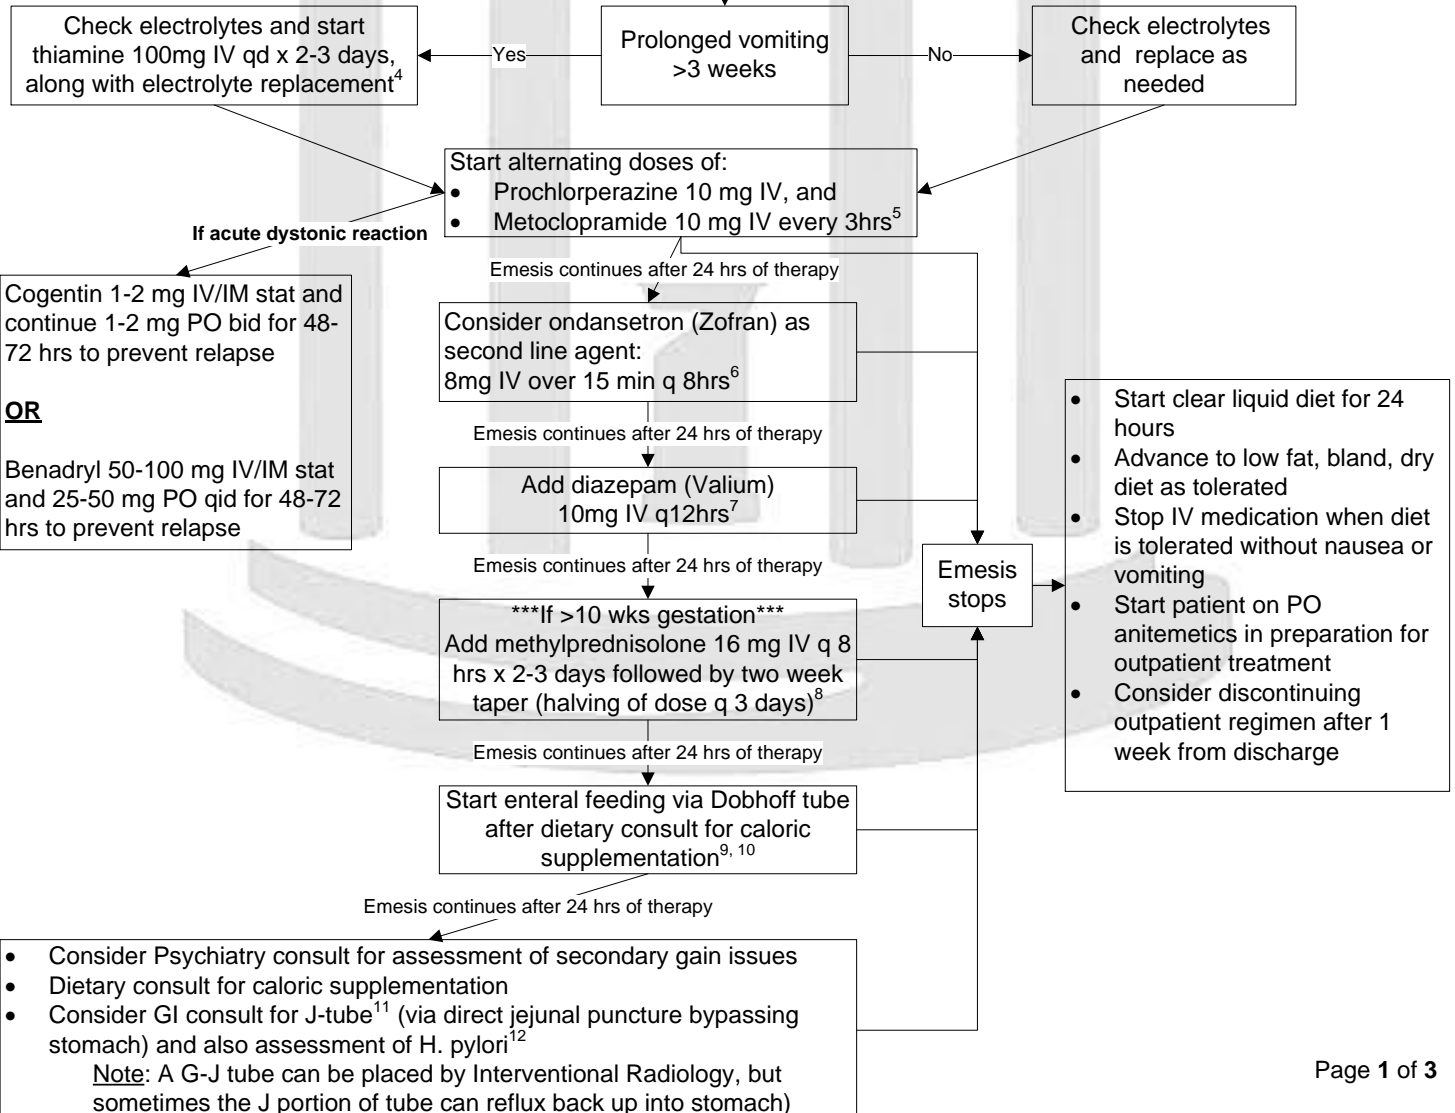 Check electrolytes and start
thiamine 100mg IV qd x 2-3 days,
along with electrolyte replacement4
Yes
Prolonged vomiting
>3 weeks
No
Check electrolytes
and replace as
needed
Start alternating doses of:
• Prochlorperazine 10 mg IV, and
• Metoclopramide 10 mg IV every 3hrs5
If acute dystonic reaction
Cogentin 1-2 mg IV/IM stat and
continue 1-2 mg PO bid for 48-
72 hrs to prevent relapse
OR
Benadryl 50-100 mg IV/IM stat
and 25-50 mg PO qid for 48-72
hrs to prevent relapse
Emesis continues after 24 hrs of therapy
Consider ondansetron (Zofran) as
second line agent:
8mg IV over 15 min q 8hrs6
Emesis continues after 24 hrs of therapy
Add diazepam (Valium)
10mg IV q12hrs7
Emesis continues after 24 hrs of therapy
***If >10 wks gestation***
Add methylprednisolone 16 mg IV q 8
hrs x 2-3 days followed by two week
taper (halving of dose q 3 days)8
Emesis continues after 24 hrs of therapy
Start enteral feeding via Dobhoff tube
after dietary consult for caloric
supplementation9, 10
Emesis continues after 24 hrs of therapy
• Consider Psychiatry consult for assessment of secondary gain issues
• Dietary consult for caloric supplementation
• Consider GI consult for J-tube11 (via direct jejunal puncture bypassing
stomach) and also assessment of H. pylori12
Note: A G-J tube can be placed by Interventional Radiology, but
sometimes the J portion of tube can reflux back up into stomach)
Emesis
stops
• Start clear liquid diet for 24
hours
• Advance to low fat, bland, dry
diet as tolerated
• Stop IV medication when diet
is tolerated without nausea or
vomiting
• Start patient on PO
anitemetics in preparation for
outpatient treatment
• Consider discontinuing
outpatient regimen after 1
week from discharge
Page 1 of 3